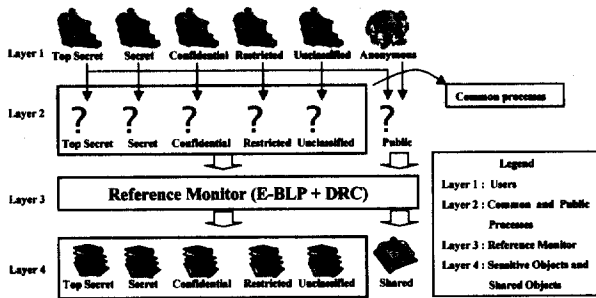 Layer 1
Top Secret Secret Confidential Restricted Unclassified Anonymous
Common processes
Layer 2
? ? ? ? ? ?
Top Secret Secret Confidential Restricted Unclassified Public
Layer 3
Reference Monitor (E-BLP + DRC)
Layer 4
Top Secret Secret Confidential Restricted Unclassified Shared
Legend
Layer 1 : Users
Layer 2 : Common and Public
Processes
Layer 3 : Reference Monitor
Layer 4 : Sensitive Objects and
Shared Objects